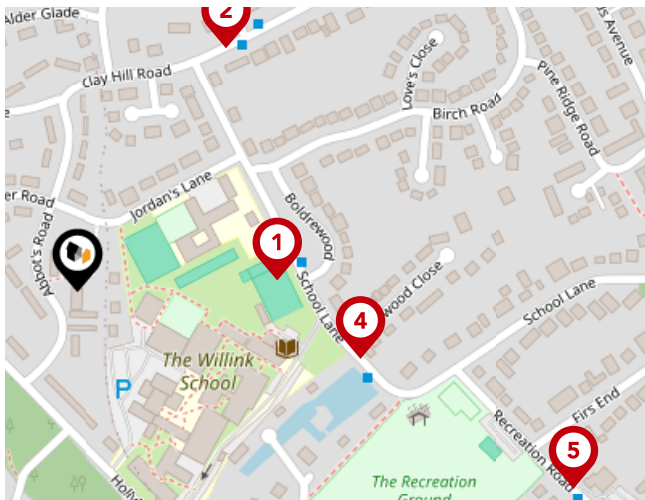 Alder Glade
2
Clay Hill Road
Love's Close
Avenue
Pine Ridge Road
Birch Road
Jordan's Lane
Road
Boldrewood
Abbot's Road
1
School Lane
wood Close
School Lane
4
The Willink
School
P
Firs End
Recreation Road
5
The Recreation
Ground